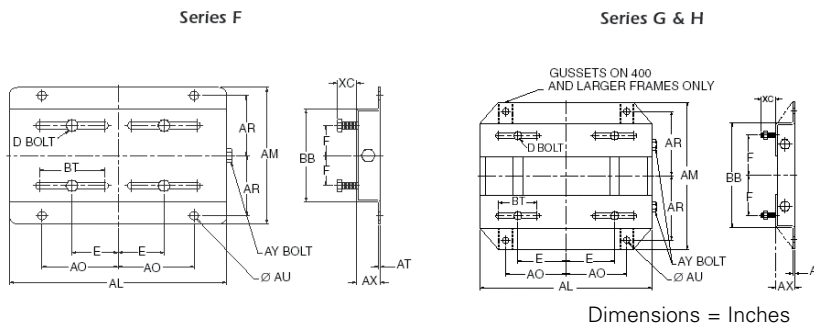 Series F
Series G & H
XC
AR
AM
AR
D BOLT
BT
E
E
AO
AO
AL
AY BOLT
Ø AU
F
F
BB
AT
AX
GUSSETS ON 400
AND LARGER FRAMES ONLY
XC
AR
AM
AR
D BOLT
BT
E
E
AO
AO
AL
AY BOLT
Ø AU
F
F
BB
AX
Dimensions = Inches